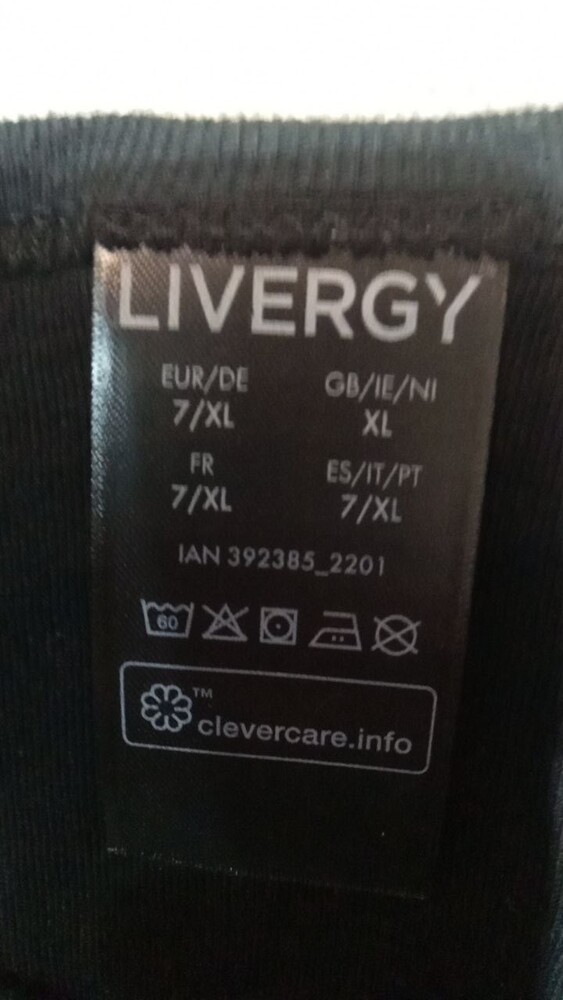 LIVERGY
EUR/DE GB/IE/NI
7/XL XL
FR ES/IT/PT
7/XL 7/XL
IAN 392385_2201
60
™
clevercare.info